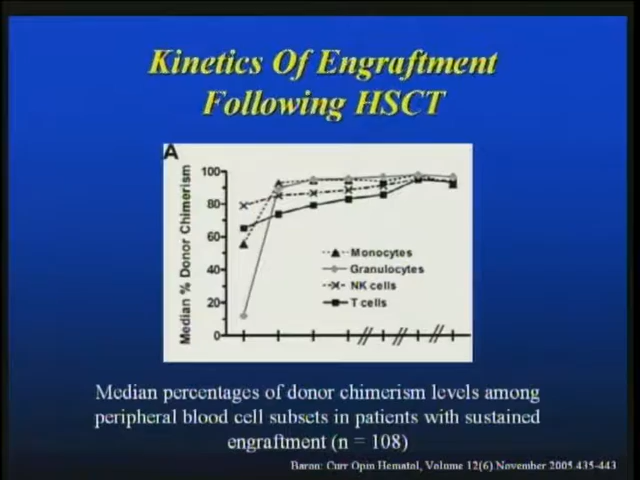 Kinetics Of Engraftment
Following HSCT
A
Median % Donor Chimerism
100
80
60
40
20
0
Monocytes
Granulocytes
NK cells
T cells
Median percentages of donor chimerism levels among
peripheral blood cell subsets in patients with sustained
engraftment (n = 108)
Baran: Curr Opin Hematol, Volume 12(6).November 2005.435-443